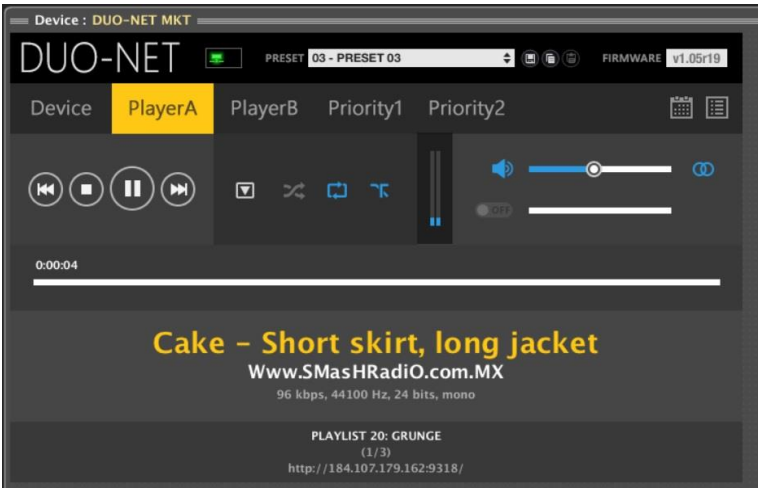 Device : DUO-NET MKT
DUO-NET PRESET 03 - PRESET 03 FIRMWARE v1.05r19
Device PlayerA PlayerB Priority1 Priority2
OFF
0:00:04
Cake – Short skirt, long jacket
Www.SMasHRadiO.com.MX
96 kbps, 44100 Hz, 24 bits, mono
PLAYLIST 20: GRUNGE
(1/3)
http://184.107.179.162:9318/